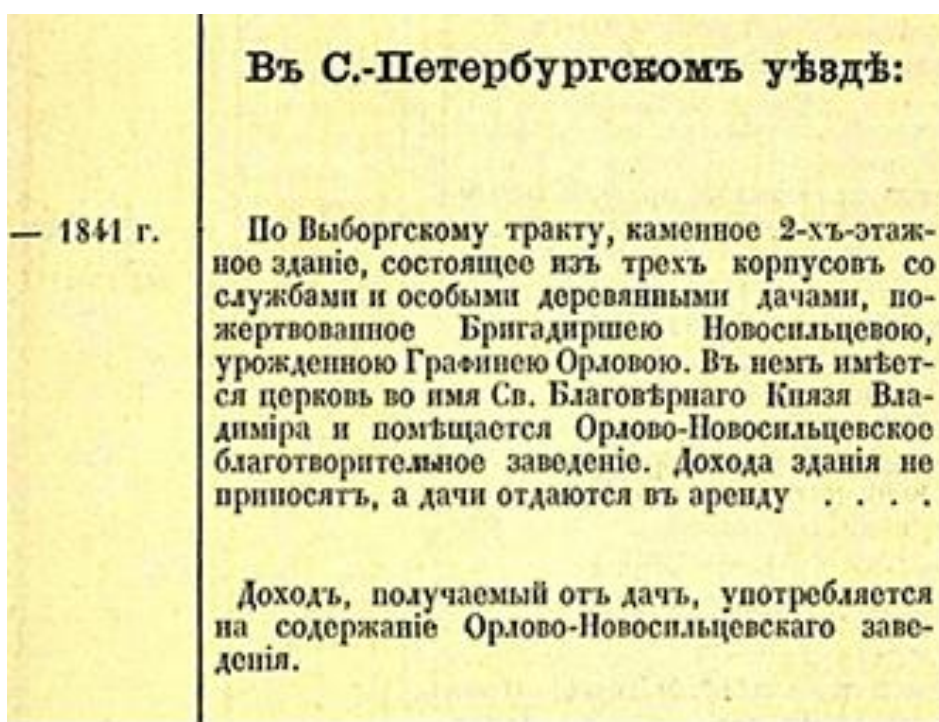 Въ С.-Петербургскомъ уѣздѣ:
— 1841 г.
По Выборгскому тракту, каменное 2-хъ-этаж-
ное зданіе, состоящее изъ трехъ корпусовъ со
службами и особыми деревянными дачами, по-
жертвованное Бригадиршею Новосильцевою,
урожденною Графинею Орловою. Въ немъ имѣет-
ся церковь во имя Св. Благовѣрнаго Князя Вла-
диміра и помѣщается Орлово-Новосильцевское
благотворительное заведеніе. Дохода зданія не
приносятъ, а дачи отдаются въ аренду . . . .
Доходъ, получаемый отъ дачъ, употребляется
на содержаніе Орлово-Новосильцевскаго заве-
денія.